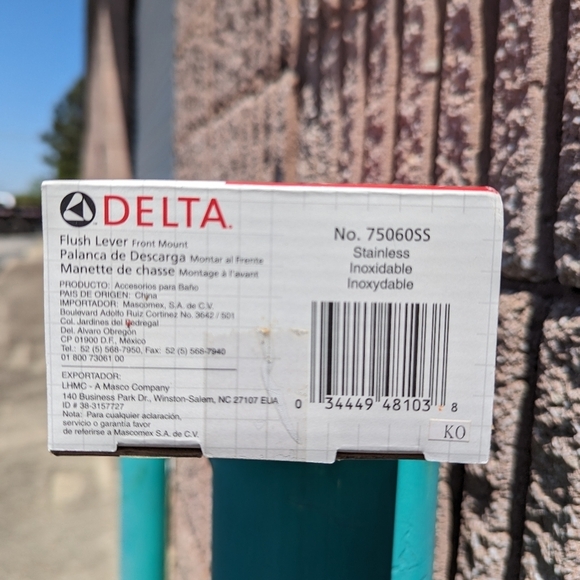 DELTA
Flush Lever Front Mount
Palanca de Descarga Montar al Frente
Manette de chasse Montage à l'avant
PRODUCTO: Accesorios para Baño
PAIS DE ORIGEN: China
IMPORTADOR: Mascomex, S.A. de C.V.
Boulevard Adolfo Ruiz Cortinez No. 3642 / 501
Col. Jardines del Pedregal
Del. Alvaro Obregón
CP 01900 D.F., México
Tel.: 52 (5) 568-7950, Fax: 52 (5) 568-7940
01 800 73061 00
EXPORTADOR:
LHMC - A Masco Company
140 Business Park Dr., Winston-Salem, NC 27107 EUA
ID # 38-3157727
Nota: Para cualquier aclaración,
servicio o garantía favor
de referirse a Mascomex S.A. de C.V.
No. 75060SS
Stainless
Inoxidable
Inoxydable
0 34449 48103 8
KO